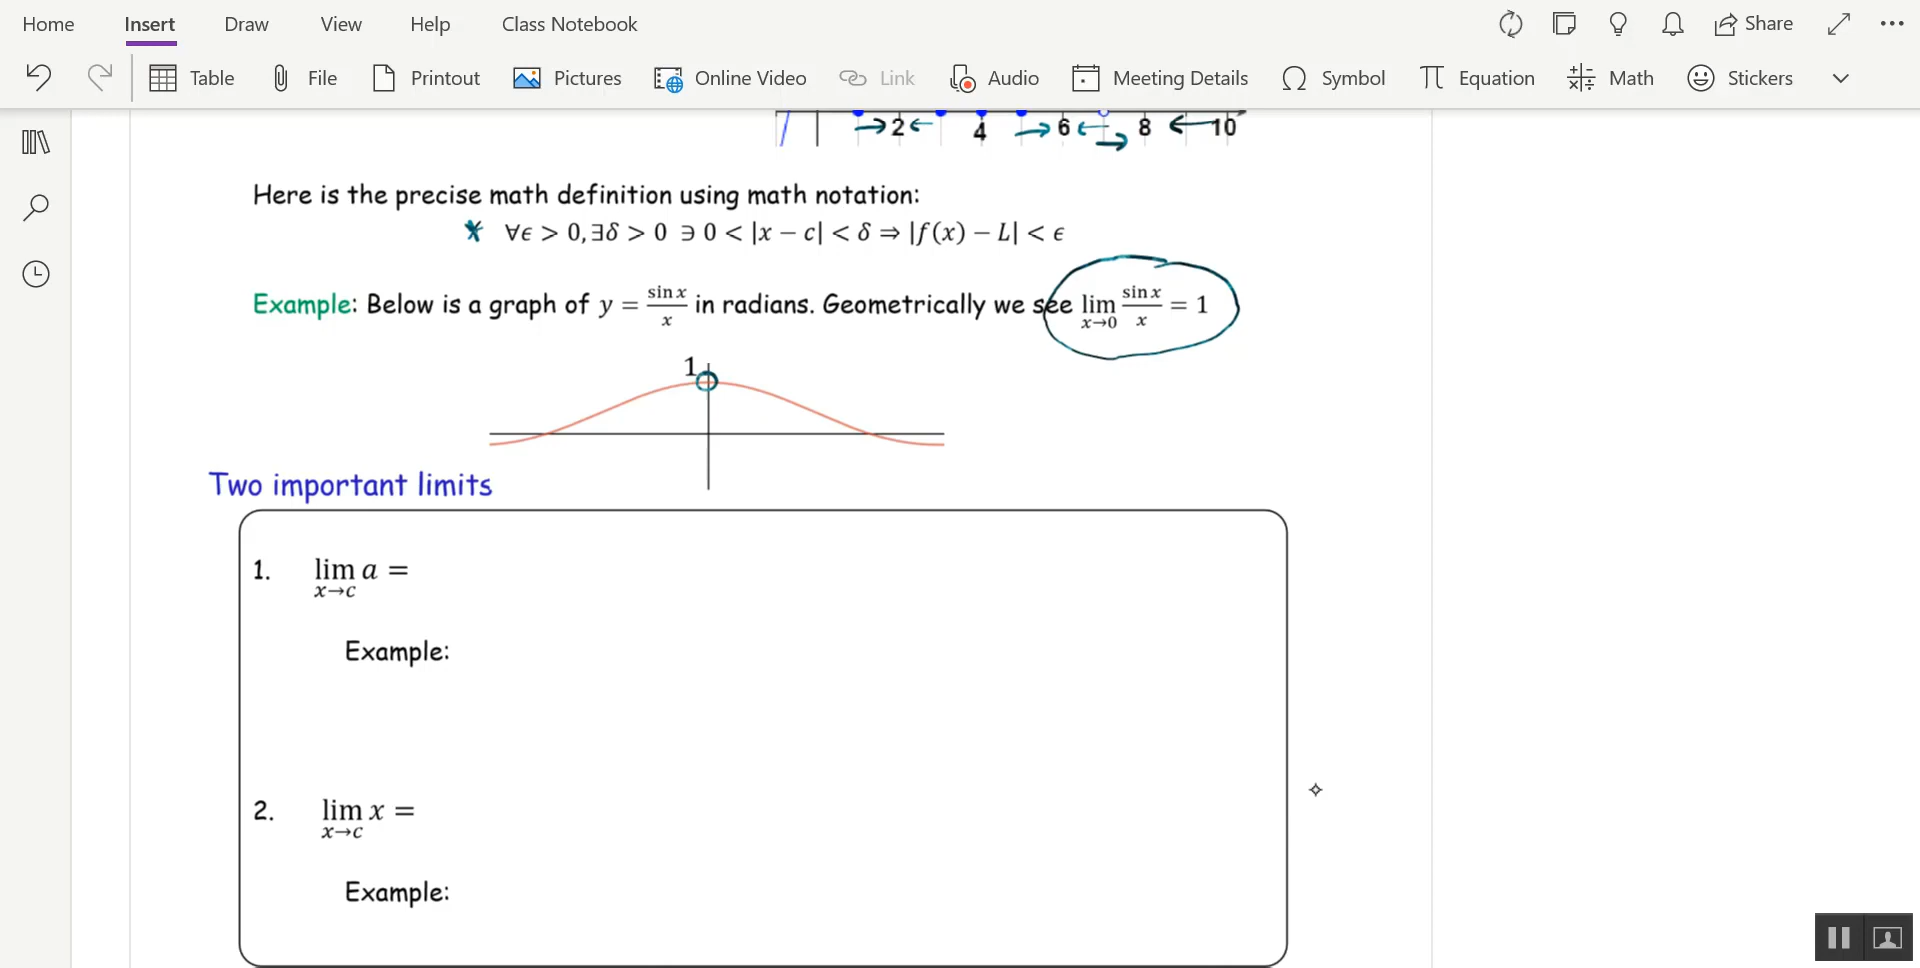 Home Insert Draw View Help Class Notebook Share
Table File Printout Pictures Online Video Link Audio Meeting Details Symbol Equation Math Stickers
2 4 6 8 10
Here is the precise math definition using math notation:
* ∀ϵ > 0, ∃δ > 0 ∋ 0 < |x − c| < δ ⇒ |f(x) − L| < ϵ
Example: Below is a graph of y = sin x / x in radians. Geometrically we see lim x→0 sin x / x = 1
1
Two important limits
1. lim x→c a =
Example:
2. lim x→c x =
Example: